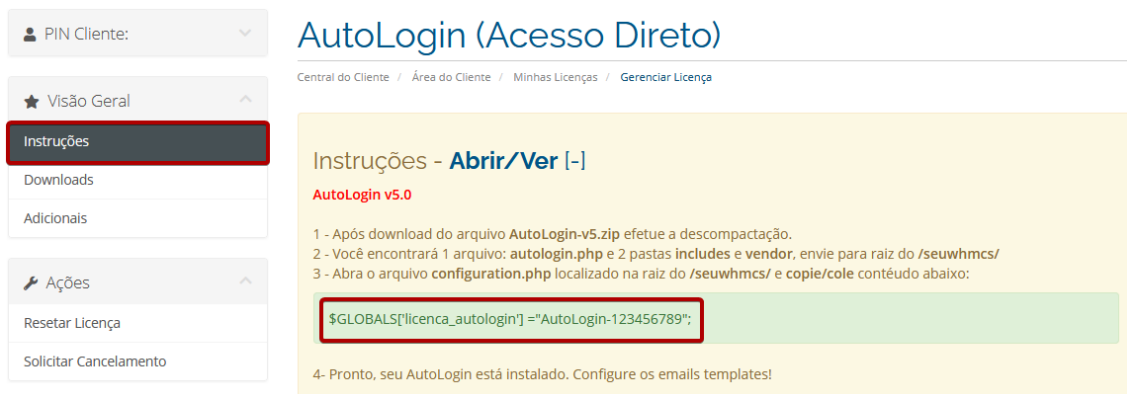 PIN Cliente:
Visão Geral
Instruções
Downloads
Adicionais
Ações
Resetar Licença
Solicitar Cancelamento
AutoLogin (Acesso Direto)
Central do Cliente / Área do Cliente / Minhas Licenças / Gerenciar Licença
Instruções - Abrir/Ver [-]
AutoLogin v5.0
1 - Após download do arquivo AutoLogin-v5.zip efetue a descompactação.
2 - Você encontrará 1 arquivo: autologin.php e 2 pastas includes e vendor, envie para raiz do /seuwhmcs/
3 - Abra o arquivo configuration.php localizado na raiz do /seuwhmcs/ e copie/cole contéudo abaixo:
$GLOBALS['licenca_autologin'] ="AutoLogin-123456789";
4- Pronto, seu AutoLogin está instalado. Configure os emails templates!